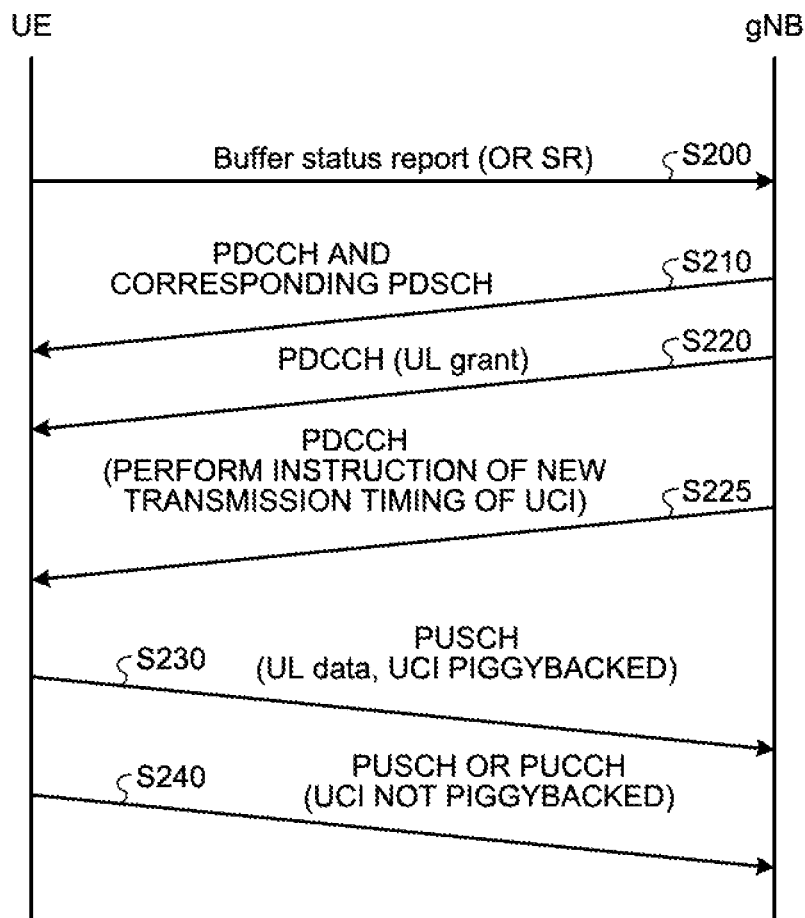 UE
gNB
Buffer status report (OR SR)
S200
PDCCH AND
CORRESPONDING PDSCH
S210
PDCCH (UL grant)
S220
PDCCH
(PERFORM INSTRUCTION OF NEW
TRANSMISSION TIMING OF UCI)
S225
S230
PUSCH
(UL data, UCI PIGGYBACKED)
S240
PUSCH OR PUCCH
(UCI NOT PIGGYBACKED)